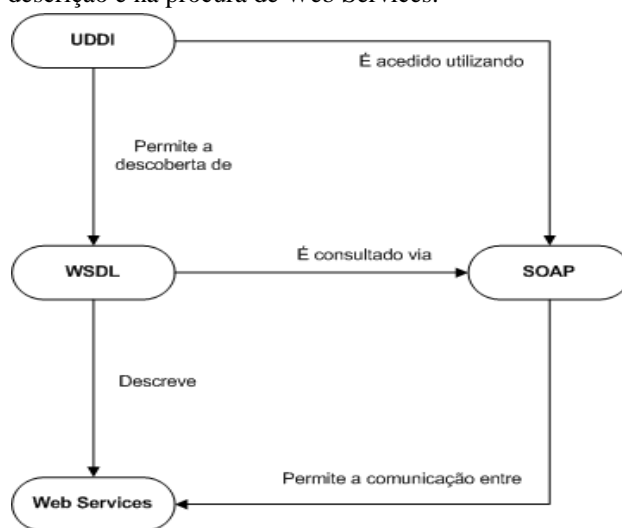 descrição e na procura de Web Services.
UDDI
É acedido utilizando
Permite a
descoberta de
É consultado via
WSDL
SOAP
Descreve
Permite a comunicação entre
Web Services